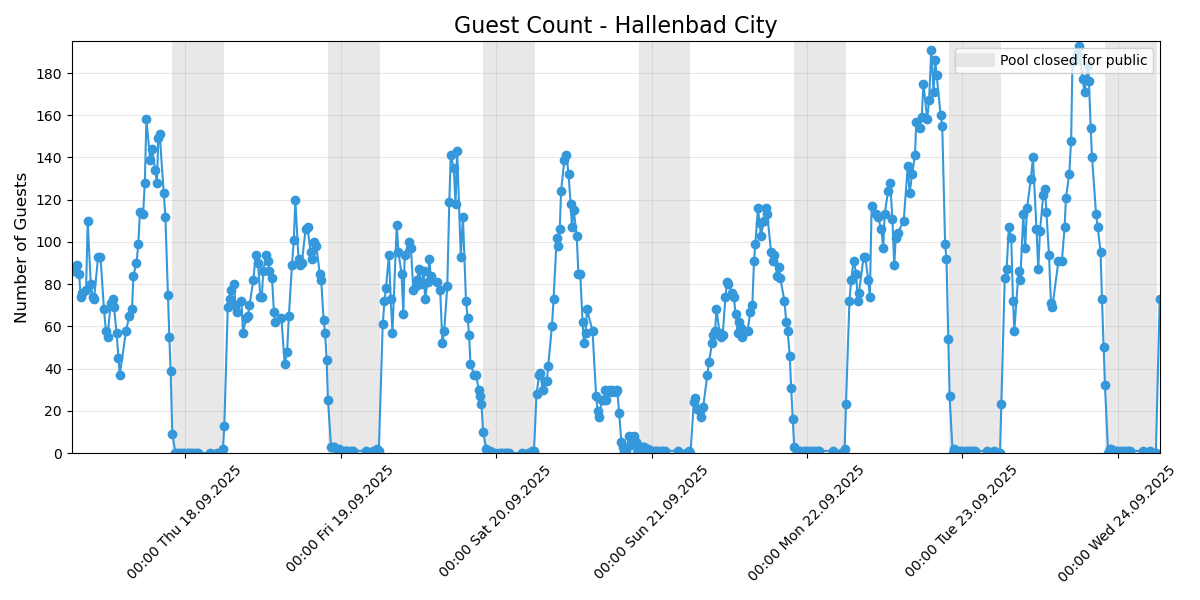 Guest Count - Hallenbad City
Pool closed for public
Number of Guests
180
160
140
120
100
80
60
40
20
0
00:00 Thu 18.09.2025
00:00 Fri 19.09.2025
00:00 Sat 20.09.2025
00:00 Sun 21.09.2025
00:00 Mon 22.09.2025
00:00 Tue 23.09.2025
00:00 Wed 24.09.2025